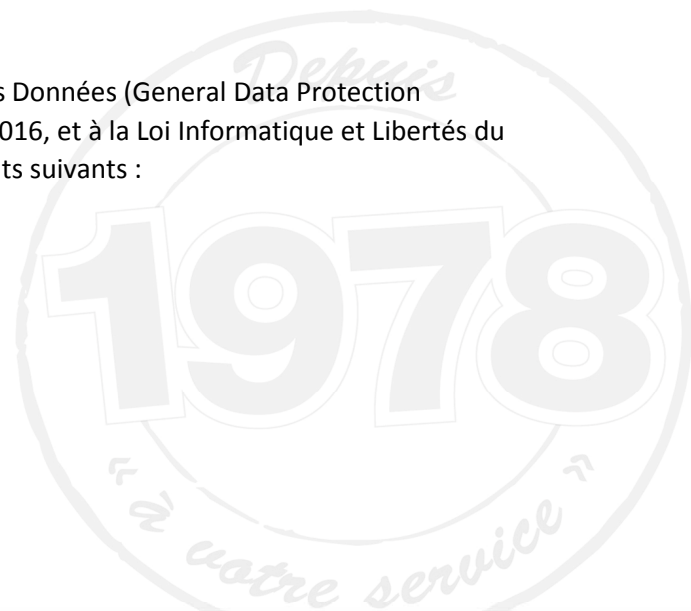 Depuis
s Données (General Data Protection
016, et à la Loi Informatique et Libertés du
ts suivants :
1978
« à votre service »